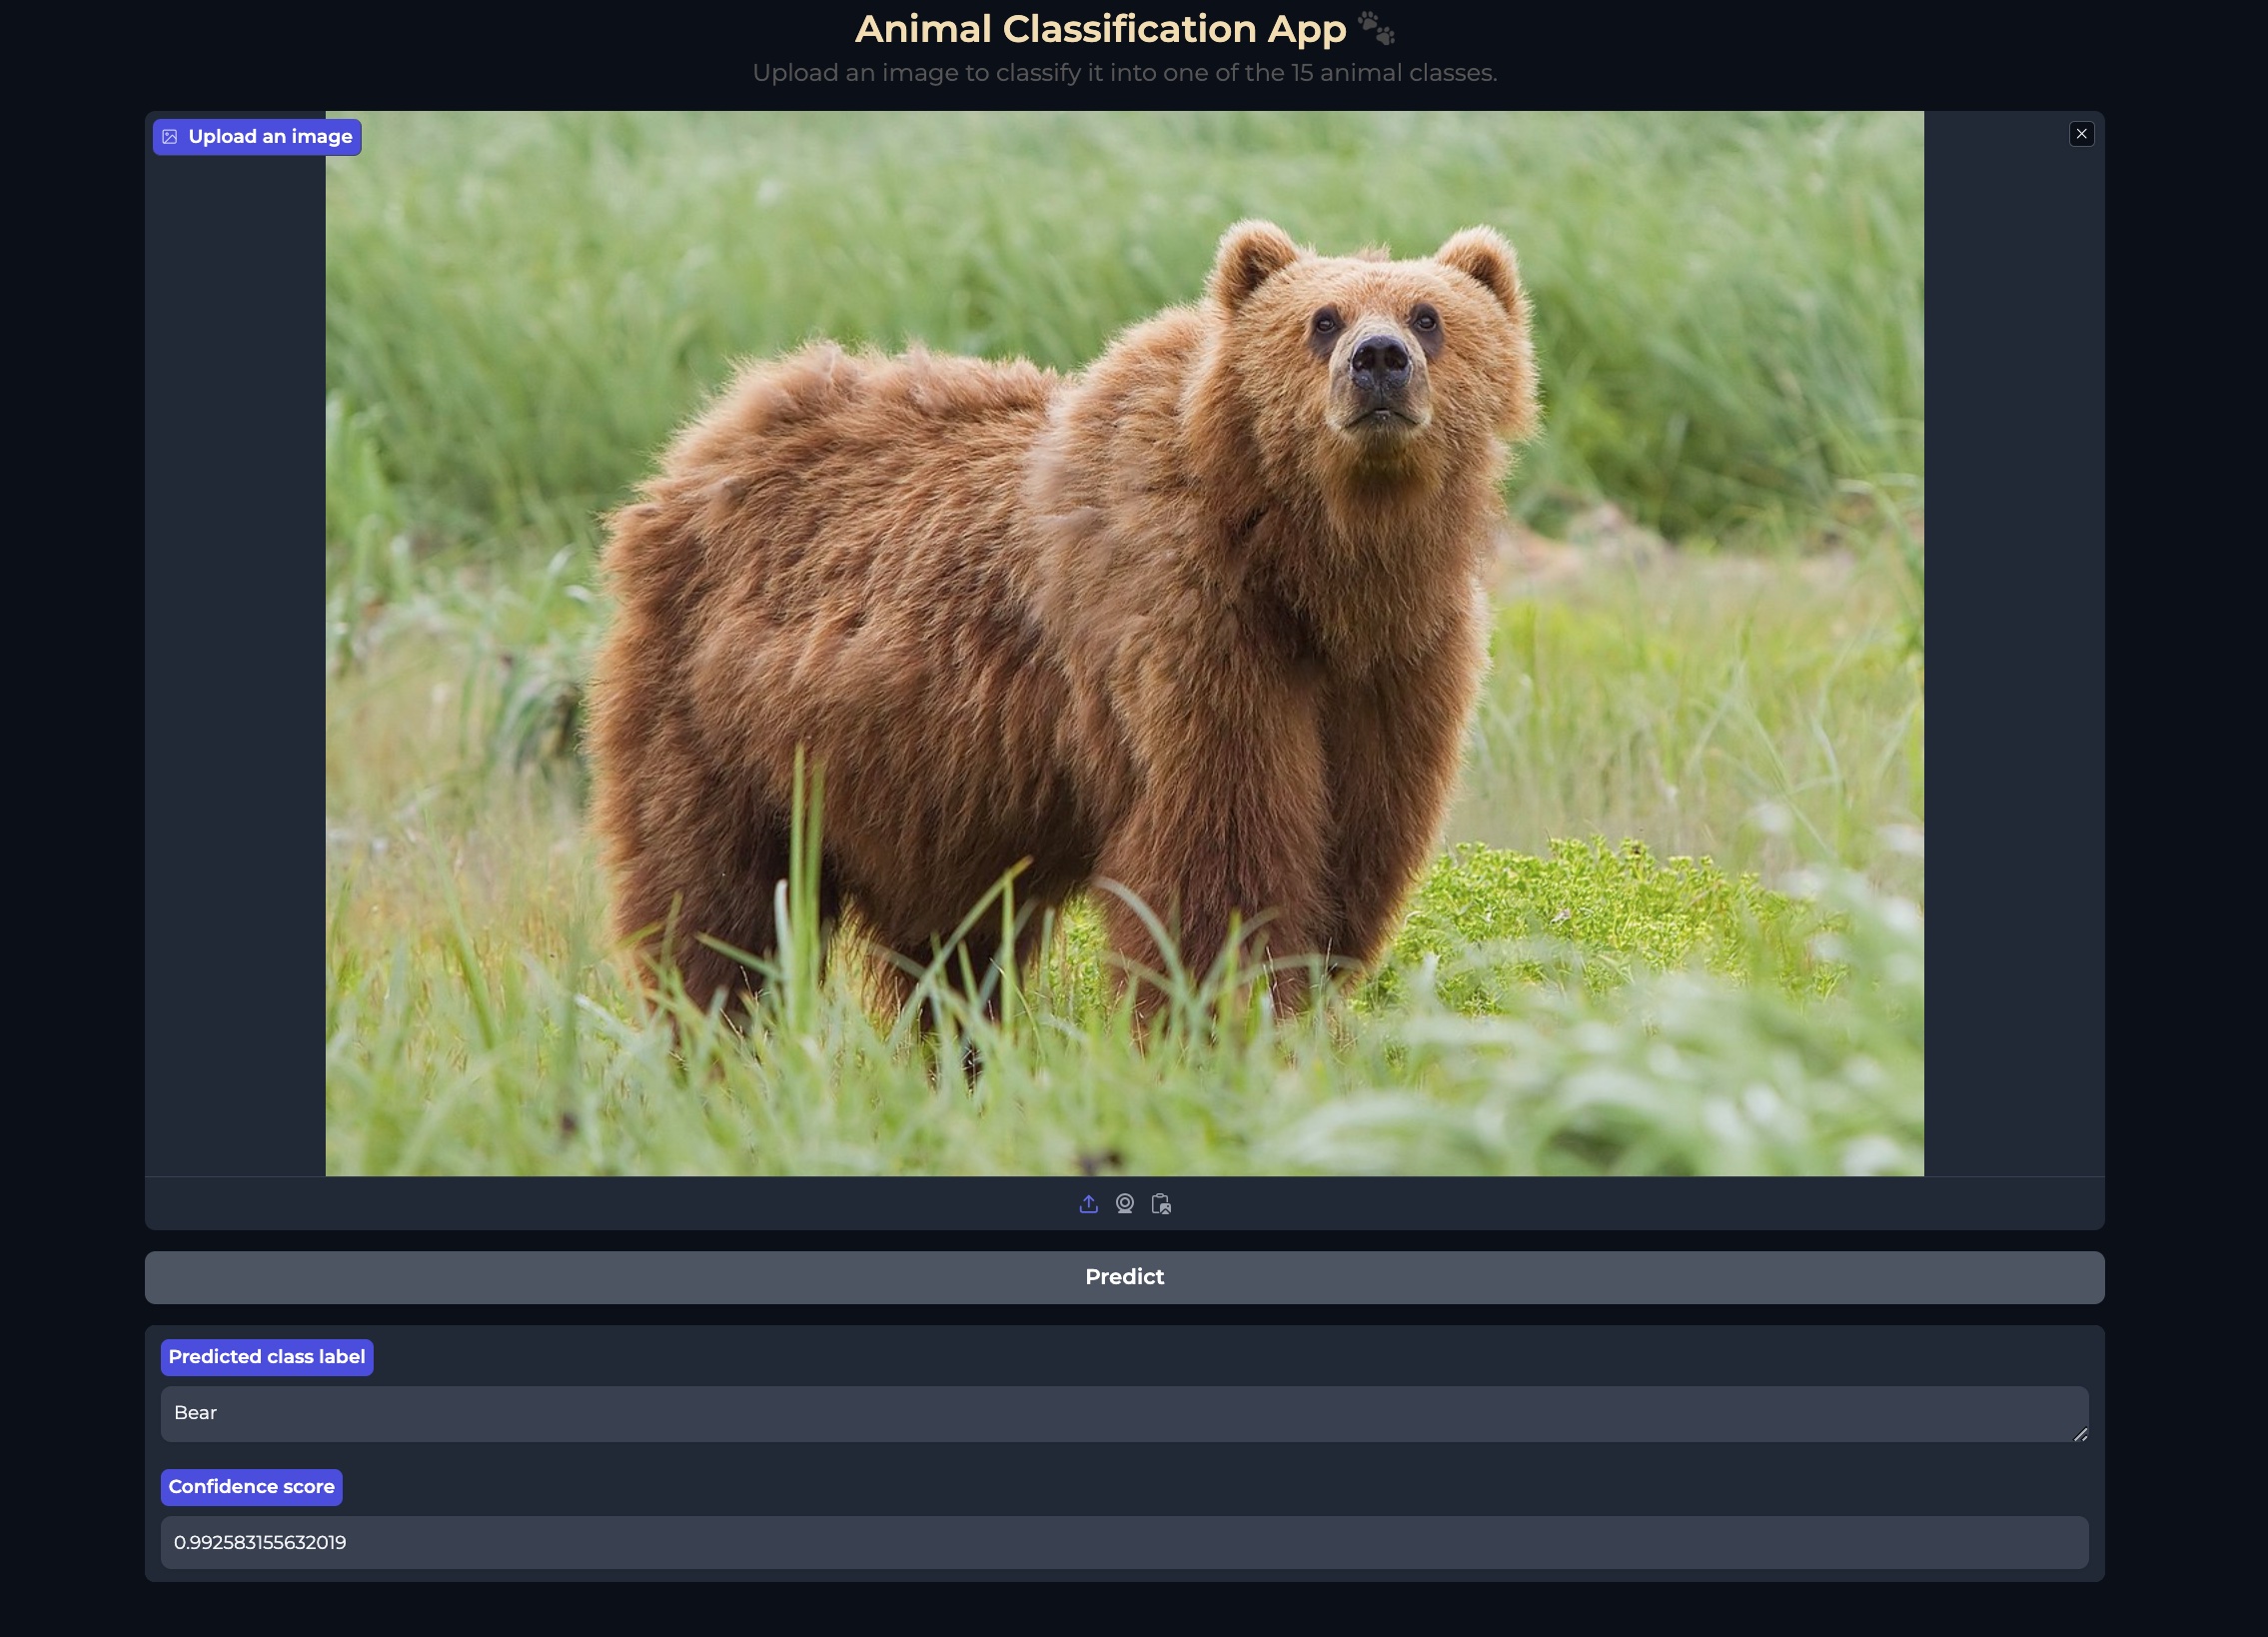 Animal Classification App 🐾
Upload an image to classify it into one of the 15 animal classes.
Upload an image
Predict
Predicted class label
Bear
Confidence score
0.992583155632019